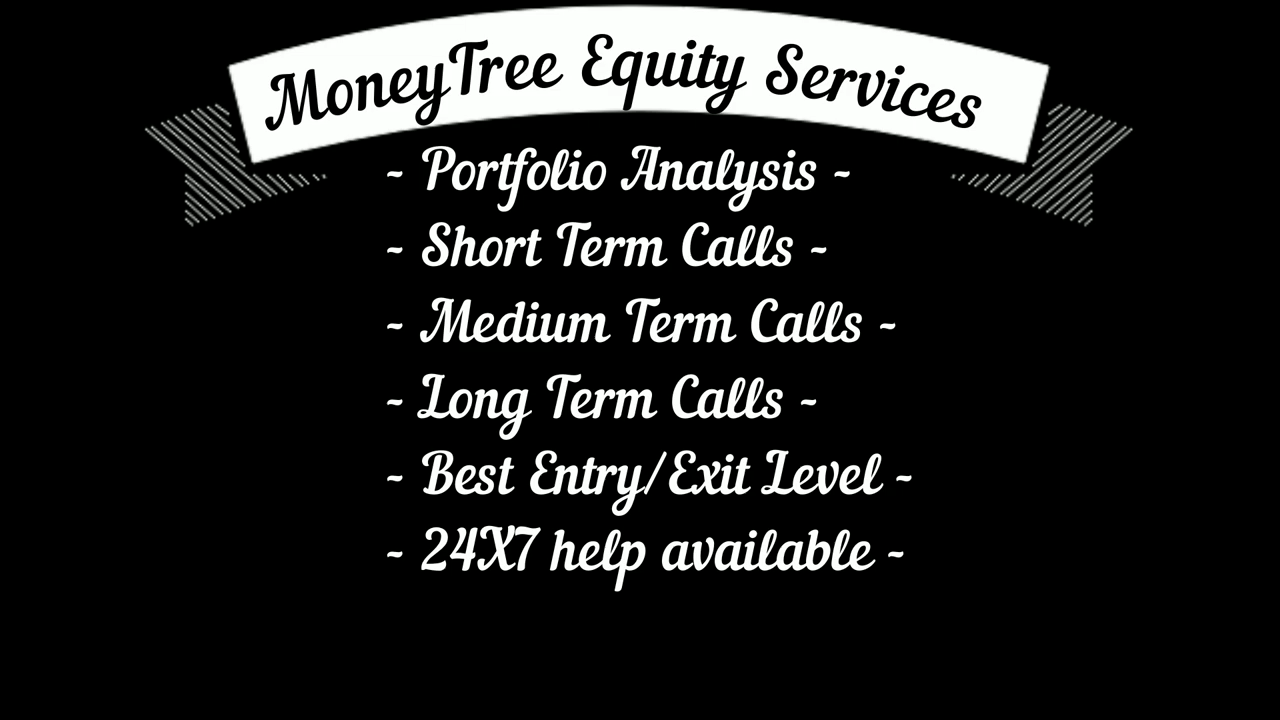 MoneyTree Equity Services
~ Portfolio Analysis ~
~ Short Term Calls ~
~ Medium Term Calls ~
~ Long Term Calls ~
~ Best Entry/Exit Level ~
~ 24X7 help available ~